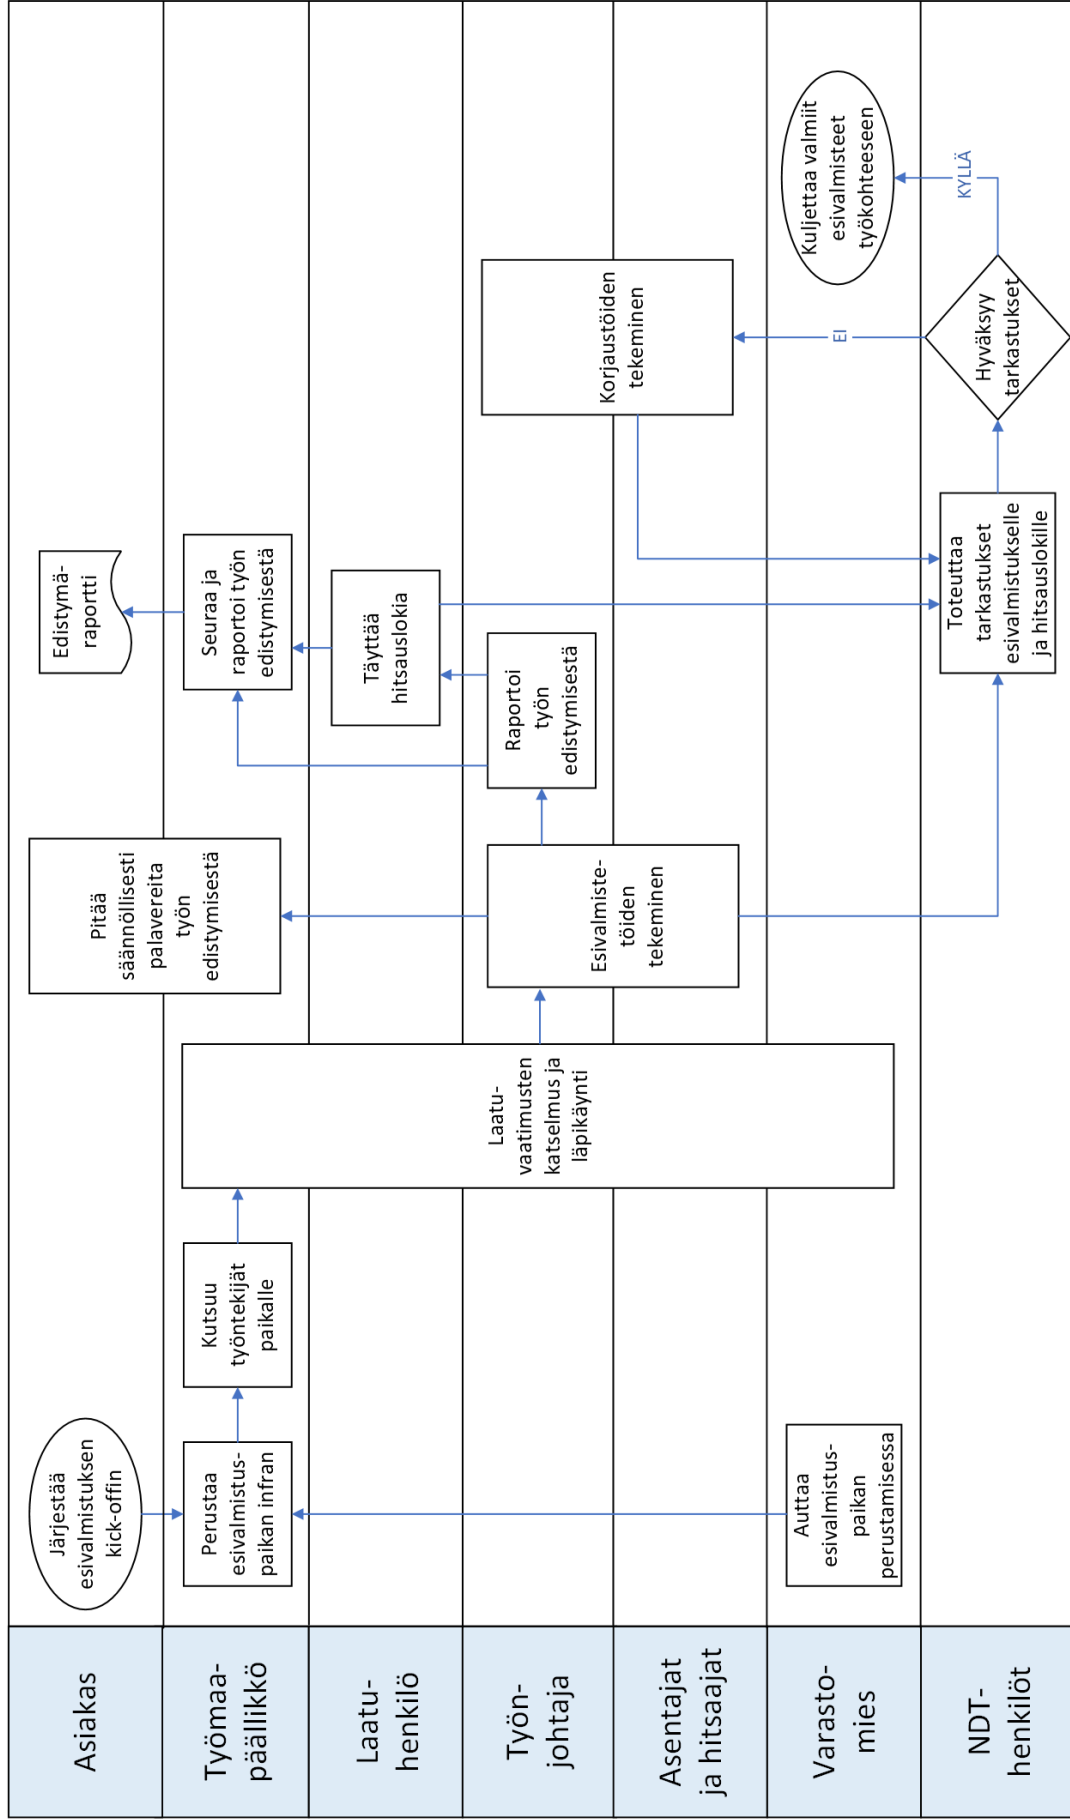 Asiakas
Työmaa-
päällikkö
Laatu-
henkilö
Työn-
johtaja
Asentajat
ja hitsaajat
Varasto-
mies
NDT-
henkilöt
Järjestää
esivalmistuksen
kick-offin
Perustaa
esivalmistus-
paikan infran
Auttaa
esivalmistus-
paikan
perustamisessa
Kutsuu
työntekijät
paikalle
Laatu-
vaatimusten
katselmus ja
läpikäynti
Pitää
säännöllisesti
palavereita
työn
edistymisestä
Esivalmiste-
töiden
tekeminen
Raportoi
työn
edistymisestä
Täyttää
hitsauslokia
Seuraa ja
raportoi työn
edistymisestä
Edistymä-
raportti
Toteuttaa
tarkastukset
esivalmistukselle
ja hitsauslokille
Korjaustöiden
tekeminen
EI
Hyväksyy
tarkastukset
KYLLÄ
Kuljettaa valmiit
esivalmisteet
työkohteeseen